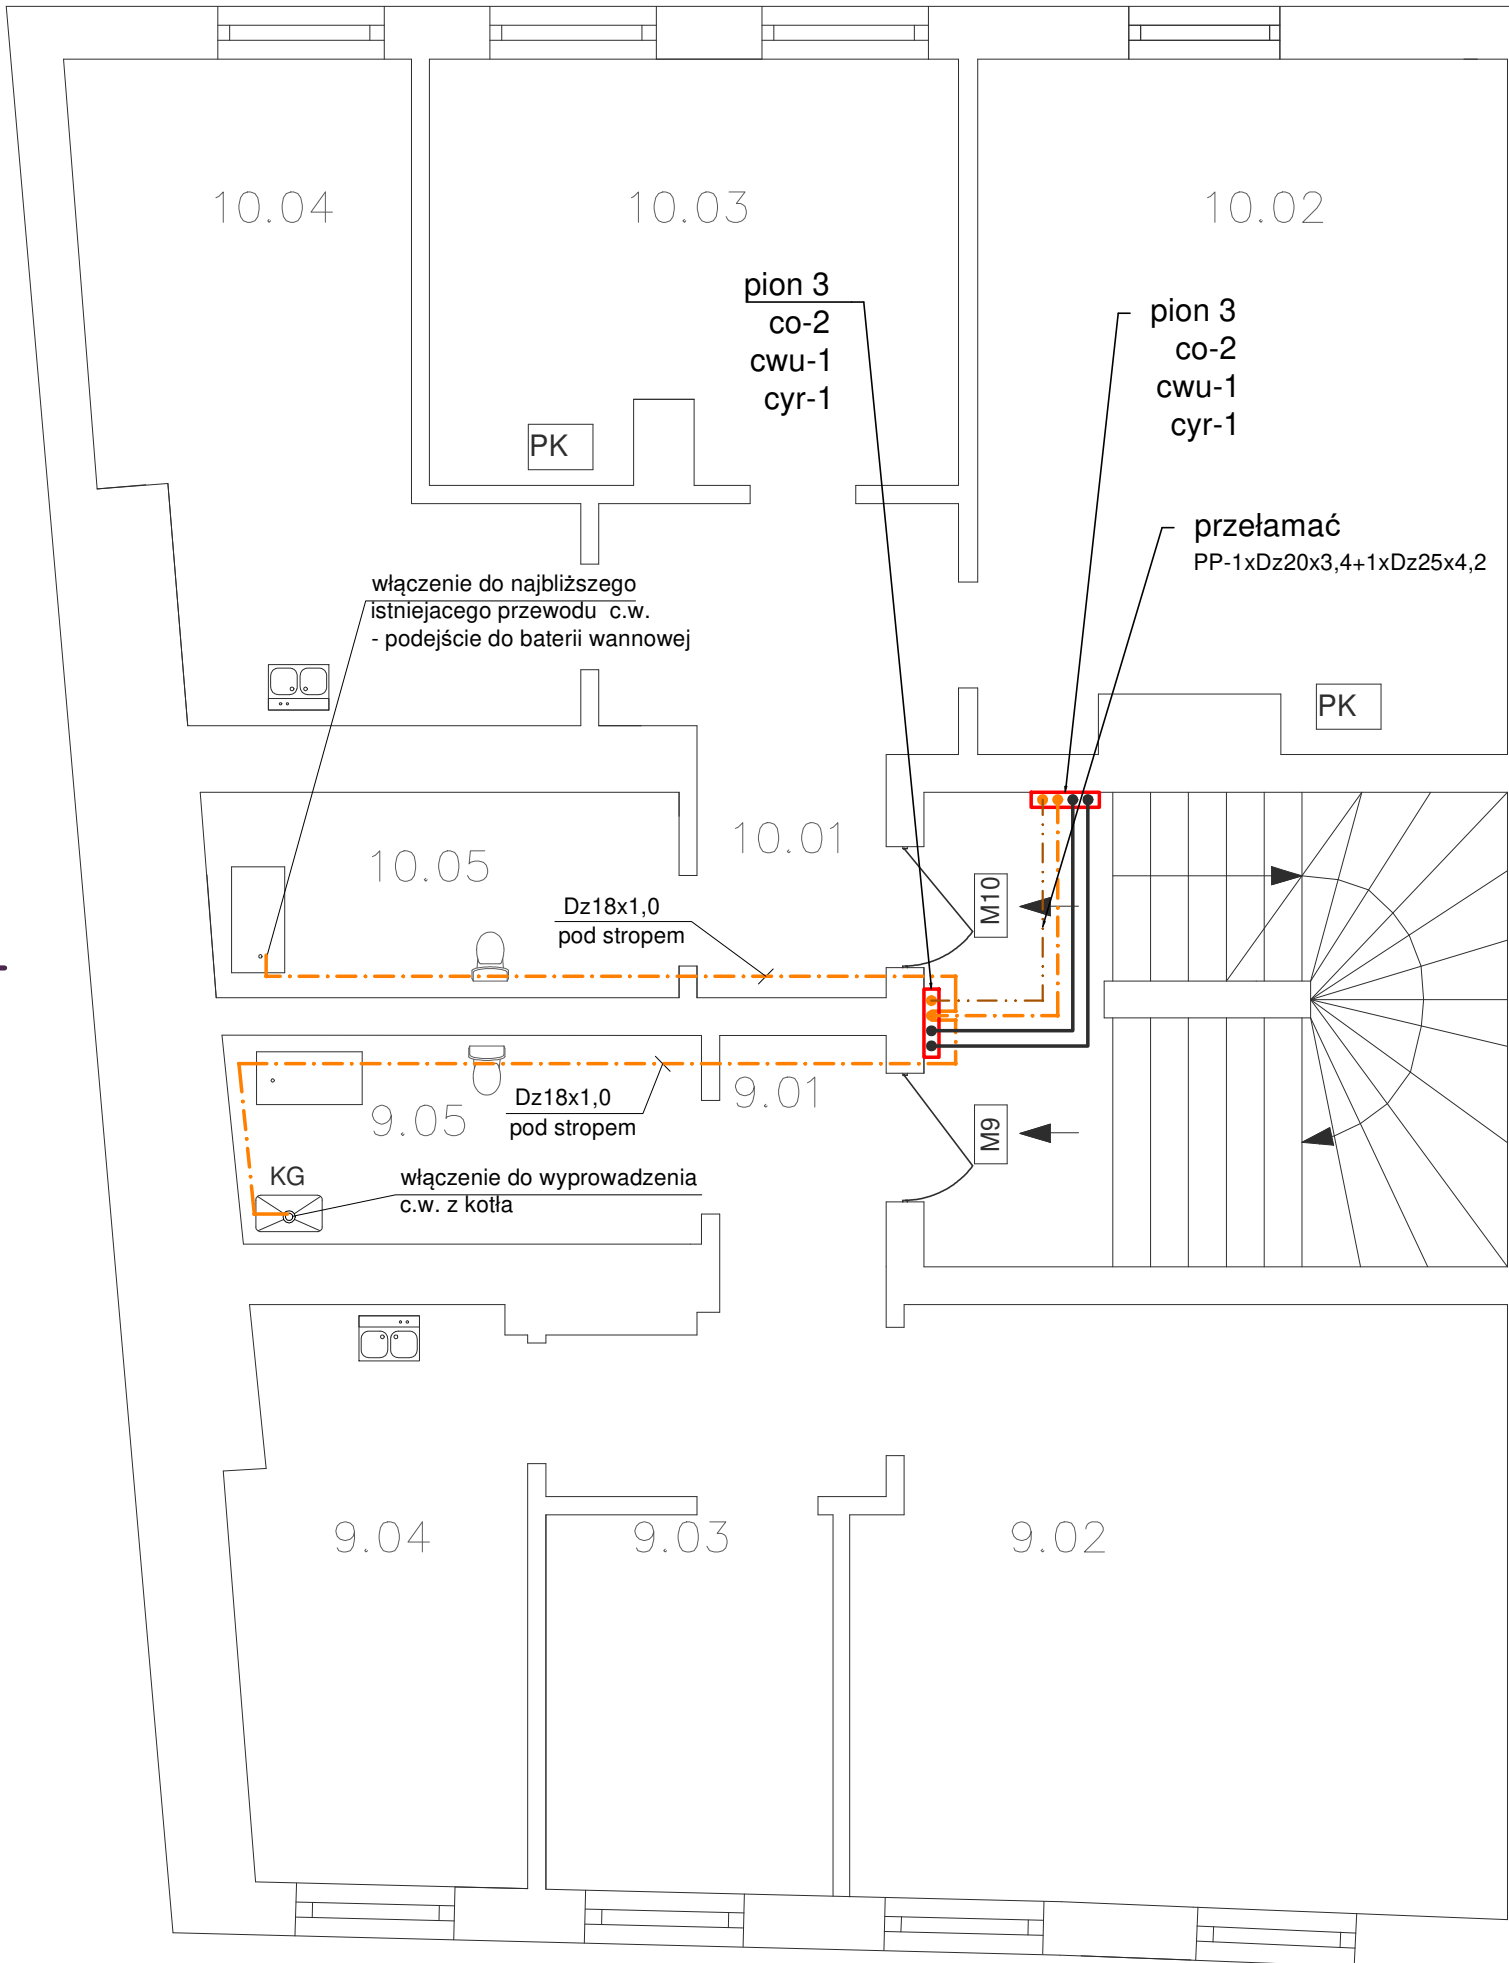 10.04
10.03
10.02
pion 3
co-2
cwu-1
cyr-1
pion 3
co-2
cwu-1
cyr-1
PK
przełamać
PP-1xDz20x3,4+1xDz25x4,2
włączenie do najbliższego
istniejacego przewodu c.w.
- podejście do baterii wannowej
PK
10.05
10.01
M10
Dz18x1,0
pod stropem
9.05
9.01
Dz18x1,0
pod stropem
M9
KG
włączenie do wyprowadzenia
c.w. z kotła
9.04
9.03
9.02